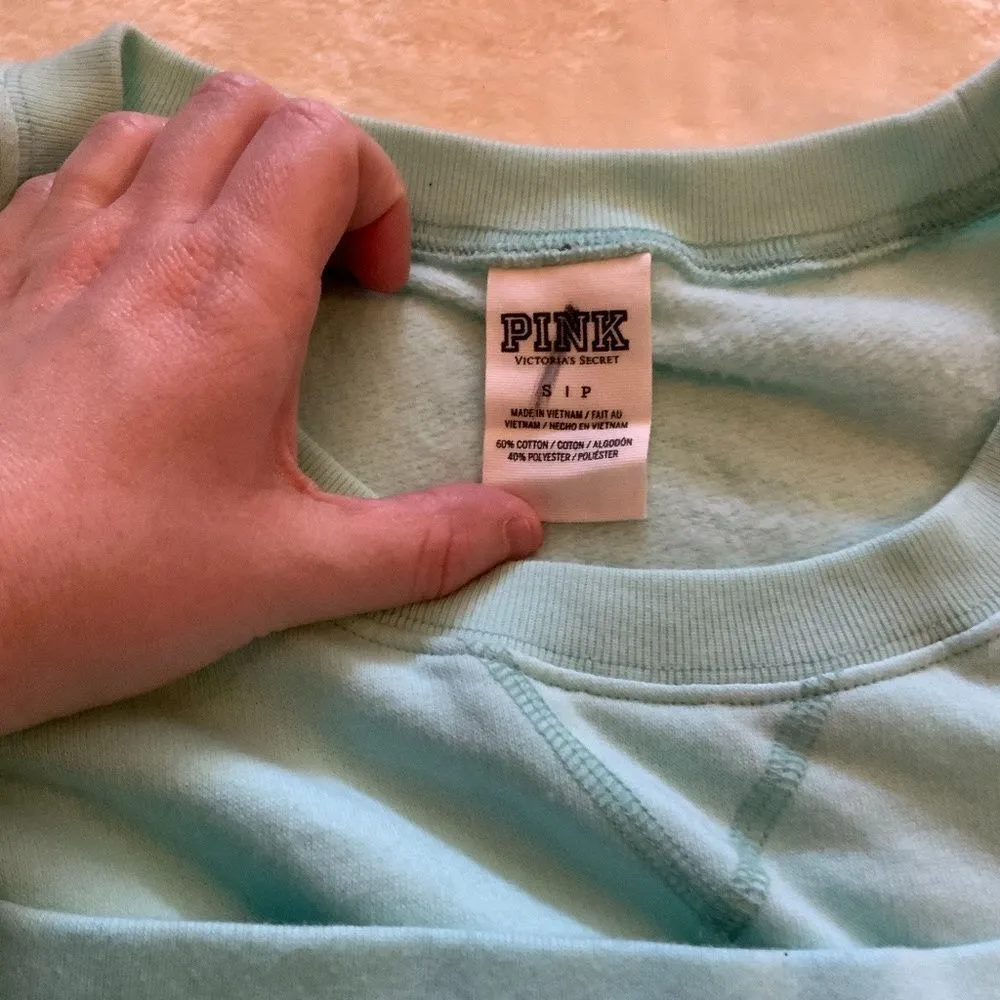 PINK
VICTORIA'S SECRET
S | P
MADE IN VIETNAM / FAIT AU
VIETNAM / HECHO EN VIETNAM
60% COTTON / COTON / ALGODÓN
40% POLYESTER / POLIÉSTER